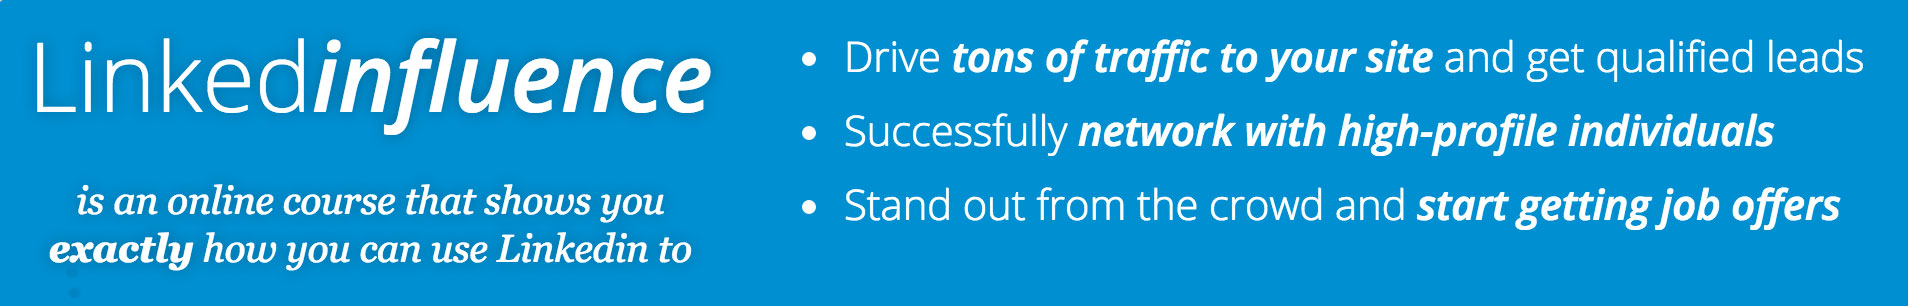 Linkedinfluence
is an online course that shows you
exactly how you can use Linkedin to
• Drive tons of traffic to your site and get qualified leads
• Successfully network with high-profile individuals
• Stand out from the crowd and start getting job offers